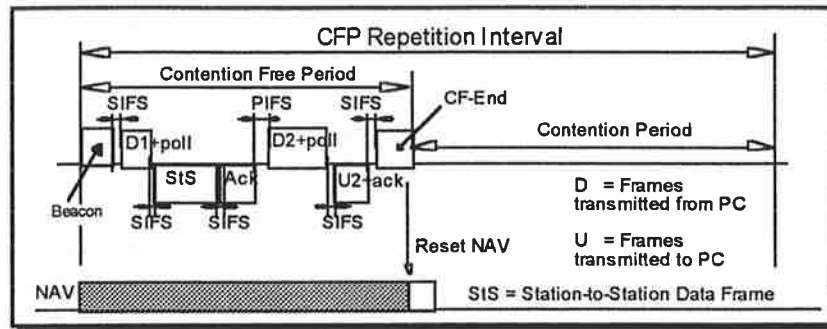 CFP Repetition Interval
Contention Free Period
SIFS
PIFS
SIFS
CF-End
D1+poll
D2+poll
Contention Period
StS
Ack
U2+ack
Beacon
SIFS
SIFS
SIFS
D = Frames
transmitted from PC
Reset NAV
U = Frames
transmitted to PC
NAV
StS = Station-to-Station Data Frame